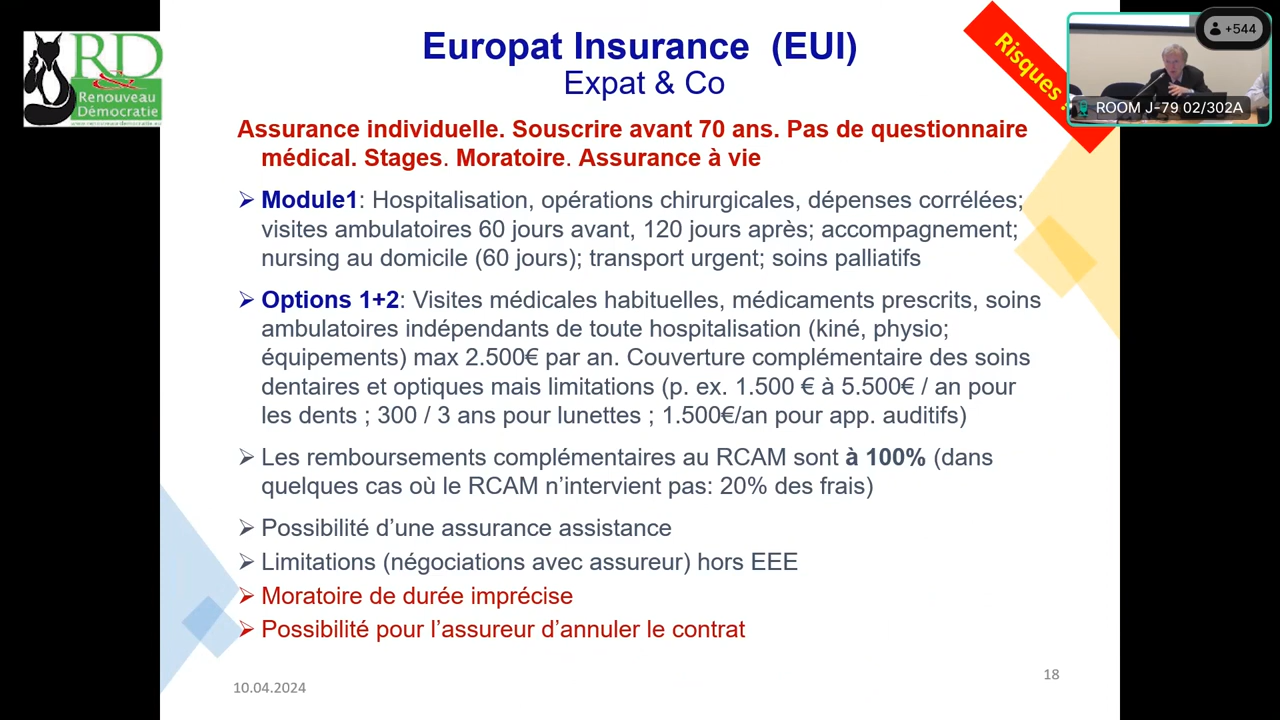 RD
&
Renouveau
Démocratie
www.renouveau-democratie.eu
Europat Insurance (EUI)
Expat & Co
Risques
+544
ROOM J-79 02/302A
Assurance individuelle. Souscrire avant 70 ans. Pas de questionnaire
médical. Stages. Moratoire. Assurance à vie
➢ Module1: Hospitalisation, opérations chirurgicales, dépenses corrélées;
visites ambulatoires 60 jours avant, 120 jours après; accompagnement;
nursing au domicile (60 jours); transport urgent; soins palliatifs
➢ Options 1+2: Visites médicales habituelles, médicaments prescrits, soins
ambulatoires indépendants de toute hospitalisation (kiné, physio;
équipements) max 2.500€ par an. Couverture complémentaire des soins
dentaires et optiques mais limitations (p. ex. 1.500 € à 5.500€ / an pour
les dents ; 300 / 3 ans pour lunettes ; 1.500€/an pour app. auditifs)
➢ Les remboursements complémentaires au RCAM sont à 100% (dans
quelques cas où le RCAM n’intervient pas: 20% des frais)
➢ Possibilité d’une assurance assistance
➢ Limitations (négociations avec assureur) hors EEE
➢ Moratoire de durée imprécise
➢ Possibilité pour l’assureur d’annuler le contrat
10.04.2024
18